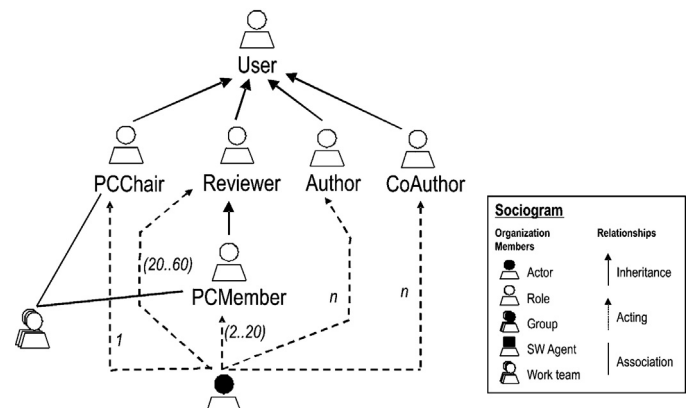 User
PCChair Reviewer Author CoAuthor
(20..60)
PCMember
n
n
1
(2..20)
Sociogram
Organization Members
Relationships
Actor
Inheritance
Role
Group
Acting
SW Agent
Association
Work team